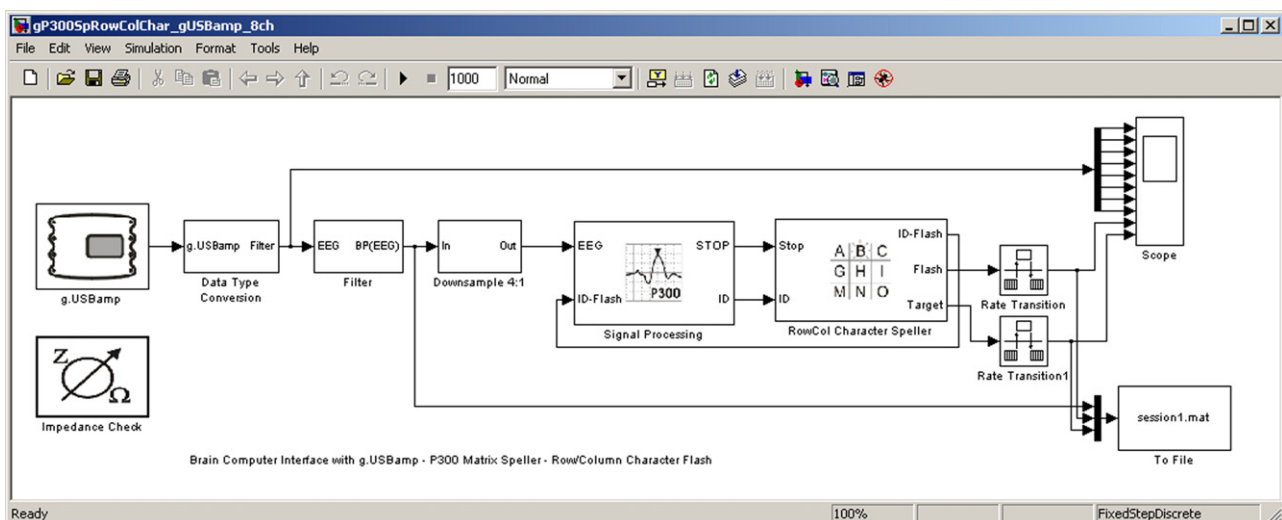 gP300SpRowColChar_gUSBamp_8ch
File Edit View Simulation Format Tools Help
1000 Normal
g.USBamp
g.USBamp Filter
Data Type
Conversion
EEG BP(EEG)
Filter
In Out
Downsample 4:1
EEG STOP
ID-Flash P300 ID
Signal Processing
Stop ID-Flash
A B C
G H I
M N O
Flash
ID Target
RowCol Character Speller
Rate Transition
Rate Transition1
Scope
Z Ω
Impedance Check
session1.mat
To File
Brain Computer Interface with g.USBamp - P300 Matrix Speller - Row/Column Character Flash
Ready 100% FixedStepDiscrete